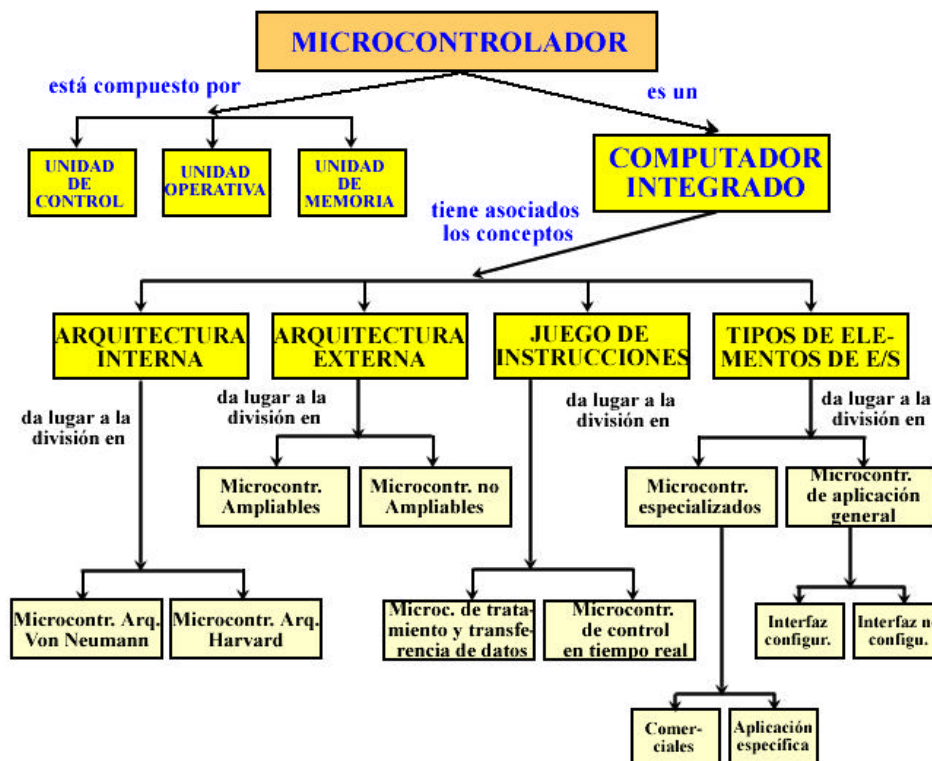 MICROCONTROLADOR
está compuesto por
es un
UNIDAD
DE
CONTROL
UNIDAD
OPERATIVA
UNIDAD
DE
MEMORIA
COMPUTADOR
INTEGRADO
tiene asociados
los conceptos
ARQUITECTURA
INTERNA
ARQUITECTURA
EXTERNA
JUEGO DE
INSTRUCCIONES
TIPOS DE ELE-
MENTOS DE E/S
da lugar a la
división en
da lugar a la
división en
da lugar a la
división en
da lugar a la
división en
Microcontr.
Ampliables
Microcontr. no
Ampliables
Microcontr.
especializados
Microcontr.
de aplicación
general
Microcontr. Arq.
Von Neumann
Microcontr. Arq.
Harvard
Microc. de trata-
miento y transfe-
rencia de datos
Microcontr.
de control
en tiempo real
Interfaz
configur.
Interfaz no
configu.
Comer-
ciales
Aplicación
específica